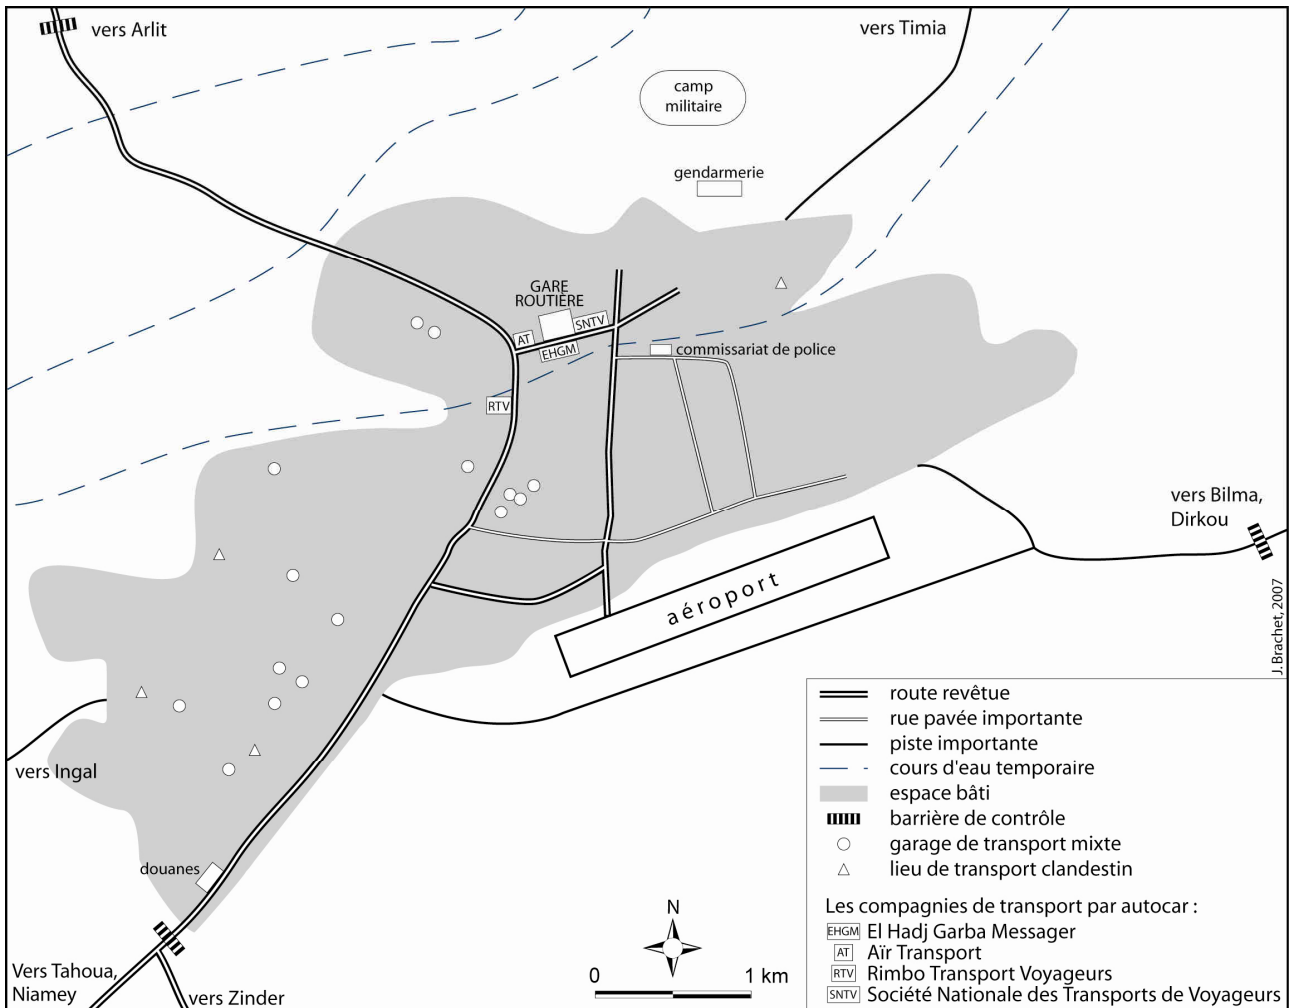 vers Arlit
vers Timia
camp
militaire
gendarmerie
GARE
ROUTIÈRE
SNTV
AT
EHGM
commissariat de police
RTV
vers Bilma,
Dirkou
aéroport
J. Brachet, 2007
vers Ingal
douanes
Vers Tahoua,
Niamey
vers Zinder
N
0 1 km
route revêtue
rue pavée importante
piste importante
cours d'eau temporaire
espace bâti
barrière de contrôle
garage de transport mixte
lieu de transport clandestin
Les compagnies de transport par autocar :
EHGM El Hadj Garba Messager
AT Aïr Transport
RTV Rimbo Transport Voyageurs
SNTV Société Nationale des Transports de Voyageurs